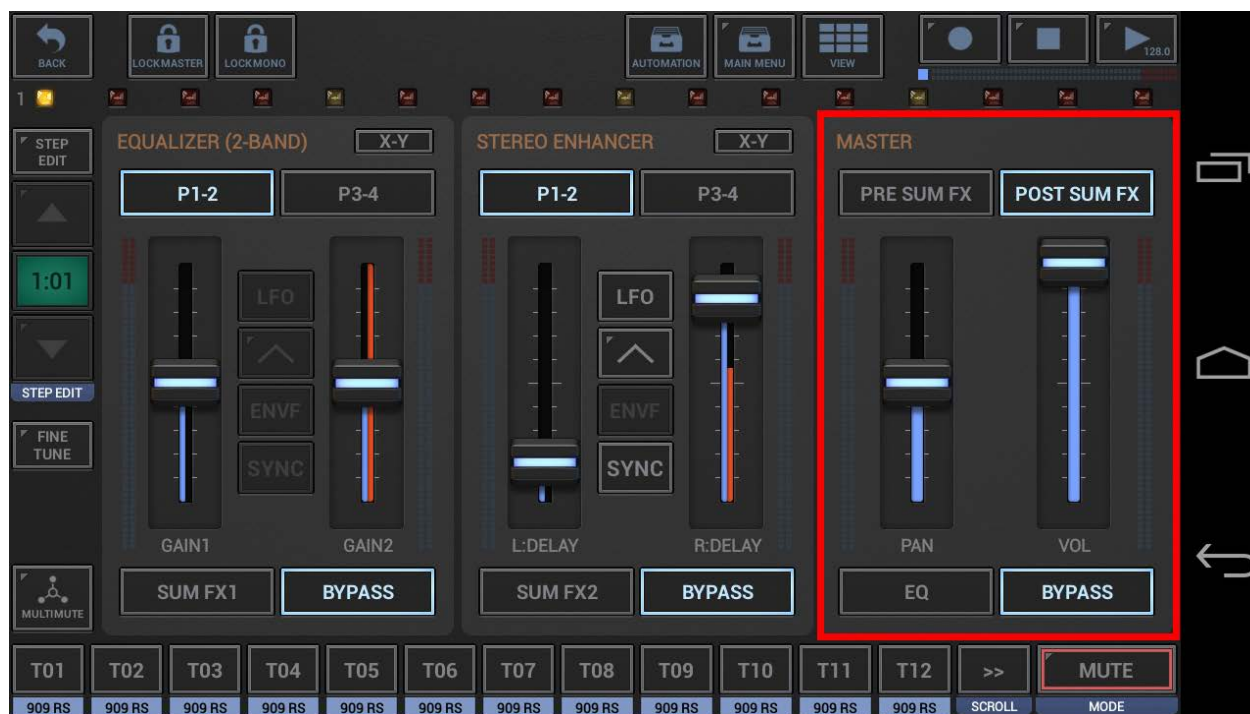 BACK
LOCKMASTER
LOCKMONO
AUTOMATION
MAIN MENU
VIEW
128.0
1
STEP
EDIT
1:01
STEP EDIT
FINE
TUNE
MULTIMUTE
EQUALIZER (2-BAND)
X-Y
P1-2
P3-4
LFO
ENVF
SYNC
GAIN1
GAIN2
SUM FX1
BYPASS
STEREO ENHANCER
X-Y
P1-2
P3-4
LFO
ENVF
SYNC
L:DELAY
R:DELAY
SUM FX2
BYPASS
MASTER
PRE SUM FX
POST SUM FX
PAN
VOL
EQ
BYPASS
T01 T02 T03 T04 T05 T06 T07 T08 T09 T10 T11 T12 >> MUTE
909 RS 909 RS 909 RS 909 RS 909 RS 909 RS 909 RS 909 RS 909 RS 909 RS 909 RS 909 RS SCROLL MODE